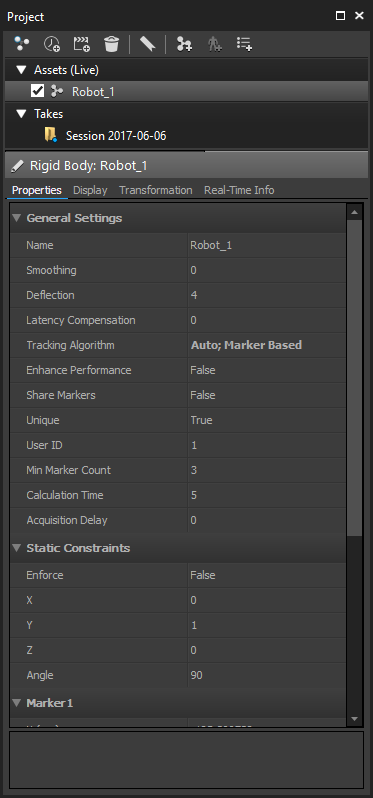 Project
Assets (Live)
Robot_1
Takes
Session 2017-06-06
Rigid Body: Robot_1
Properties Display Transformation Real-Time Info
General Settings
Name Robot_1
Smoothing 0
Deflection 4
Latency Compensation 0
Tracking Algorithm Auto; Marker Based
Enhance Performance False
Share Markers False
Unique True
User ID 1
Min Marker Count 3
Calculation Time 5
Acquisition Delay 0
Static Constraints
Enforce False
X 0
Y 1
Z 0
Angle 90
Marker1